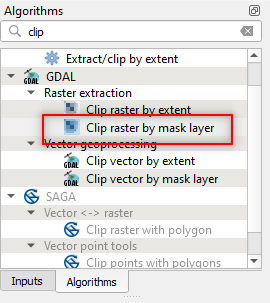 Algorithms
clip
Extract/clip by extent
GDAL
Raster extraction
Clip raster by extent
Clip raster by mask layer
Vector geoprocessing
Clip vector by extent
Clip vector by mask layer
SAGA
Vector <-> raster
Clip raster with polygon
Vector point tools
Clip points with polygons
Inputs
Algorithms